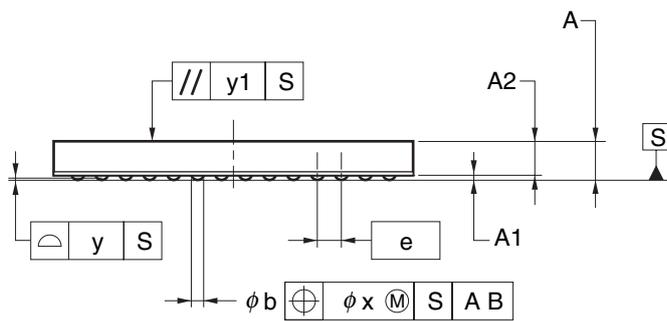 A
// y1 S
A2
S
⌓ y S
e
A1
φb ⌖ φx Ⓜ S A B